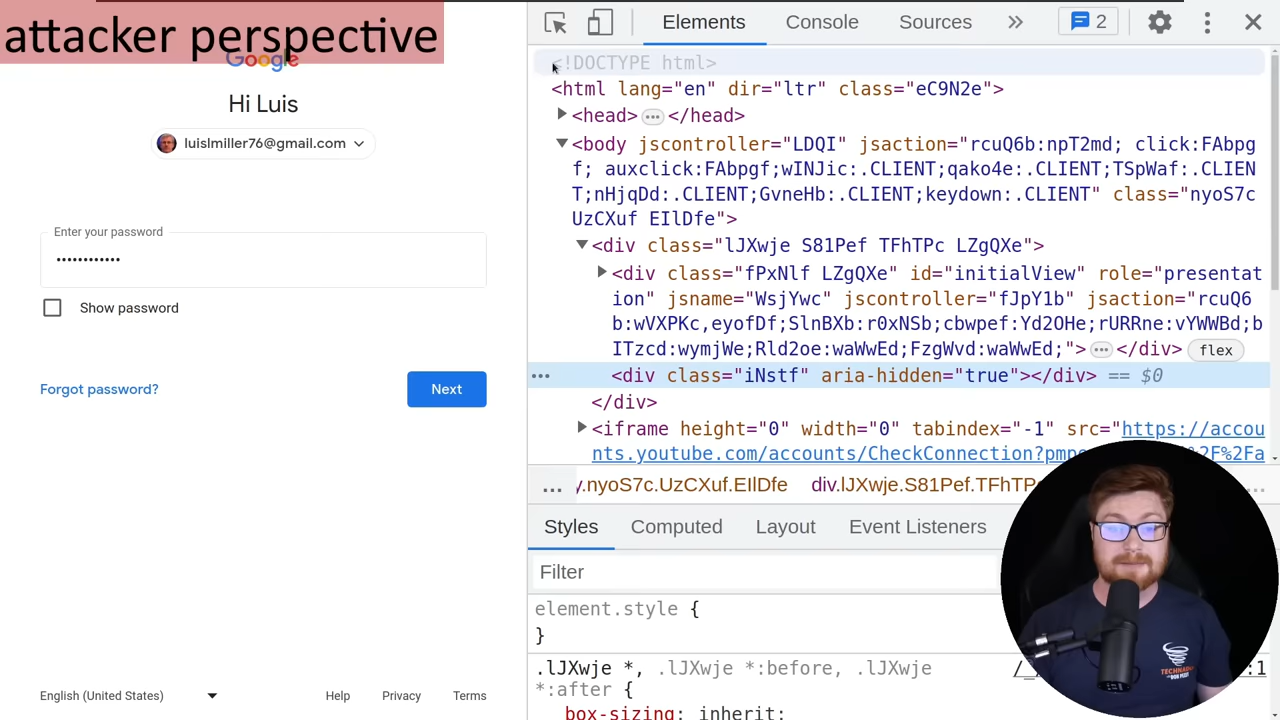 attacker perspective
Google
Hi Luis
luislmiller76@gmail.com
Enter your password
••••••••••••
Show password
Forgot password?
Next
English (United States)
Help
Privacy
Terms
Elements
Console
Sources
2
<!DOCTYPE html>
<html lang="en" dir="ltr" class="eC9N2e">
<head> ••• </head>
<body jscontroller="LDQI" jsaction="rcuQ6b:npT2md; click:FAbpg
f; auxclick:FAbpgf;wINJic:.CLIENT;qako4e:.CLIENT;TSpWaf:.CLIEN
T;nHjqDd:.CLIENT;GvneHb:.CLIENT;keydown:.CLIENT" class="nyoS7c
UzCXuf EIlDfe">
<div class="lJXwje S81Pef TFhTPc LZgQXe">
<div class="fPxNlf LZgQXe" id="initialView" role="presentat
ion" jsname="WsjYwc" jscontroller="fJpY1b" jsaction="rcuQ6
b:wVXPKc,eyofDf;SlnBXb:r0xNSb;cbwpef:Yd2OHe;rURRne:vYWWBd;b
ITzcd:wymjWe;Rld2oe:waWwEd;FzgWvd:waWwEd;"> ••• </div> flex
••• <div class="iNstf" aria-hidden="true"></div> == $0
</div>
<iframe height="0" width="0" tabindex="-1" src="https://accou
nts.youtube.com/accounts/CheckConnection?pmp
... y.nyoS7c.UzCXuf.EIlDfe div.lJXwje.S81Pef.TFhTPc ...
Styles
Computed
Layout
Event Listeners
Filter
element.style {
}
.lJXwje *, .lJXwje *:before, .lJXwje
*:after {
box-sizing: inherit;